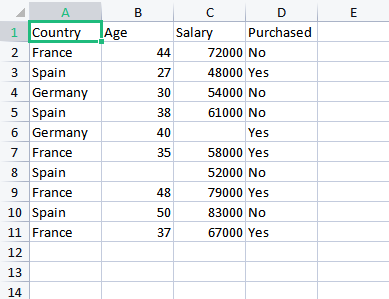 A B C D E
1 Country Age Salary Purchased
2 France 44 72000 No
3 Spain 27 48000 Yes
4 Germany 30 54000 No
5 Spain 38 61000 No
6 Germany 40 Yes
7 France 35 58000 Yes
8 Spain 52000 No
9 France 48 79000 Yes
10 Spain 50 83000 No
11 France 37 67000 Yes
12
13
14